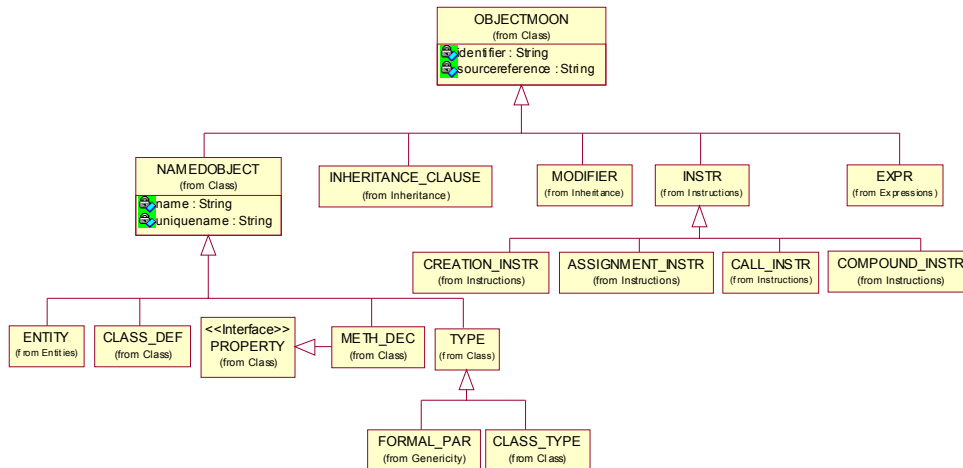 OBJECTMOON
(from Class)
identifier : String
sourcereference : String
NAMEDOBJECT
(from Class)
name : String
uniquename : String
INHERITANCE_CLAUSE
(from Inheritance)
MODIFIER
(from Inheritance)
INSTR
(from Instructions)
EXPR
(from Expressions)
CREATION_INSTR
(from Instructions)
ASSIGNMENT_INSTR
(from Instructions)
CALL_INSTR
(from Instructions)
COMPOUND_INSTR
(from Instructions)
ENTITY
(from Entities)
CLASS_DEF
(from Class)
<<Interface>>
PROPERTY
(from Class)
METH_DEC
(from Class)
TYPE
(from Class)
FORMAL_PAR
(from Genericity)
CLASS_TYPE
(from Class)